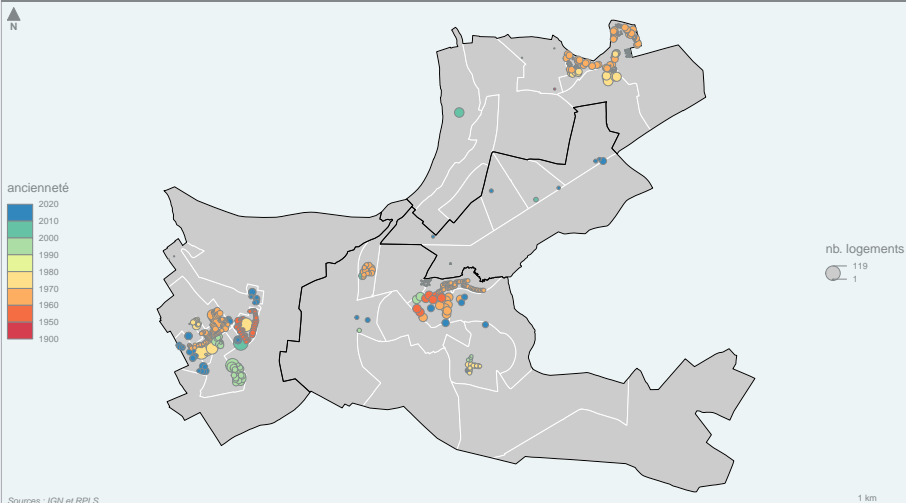 N
ancienneté
2020
2010
2000
1990
1980
1970
1960
1950
1900
nb. logements
119
1
Sources : IGN et RPLS
1 km